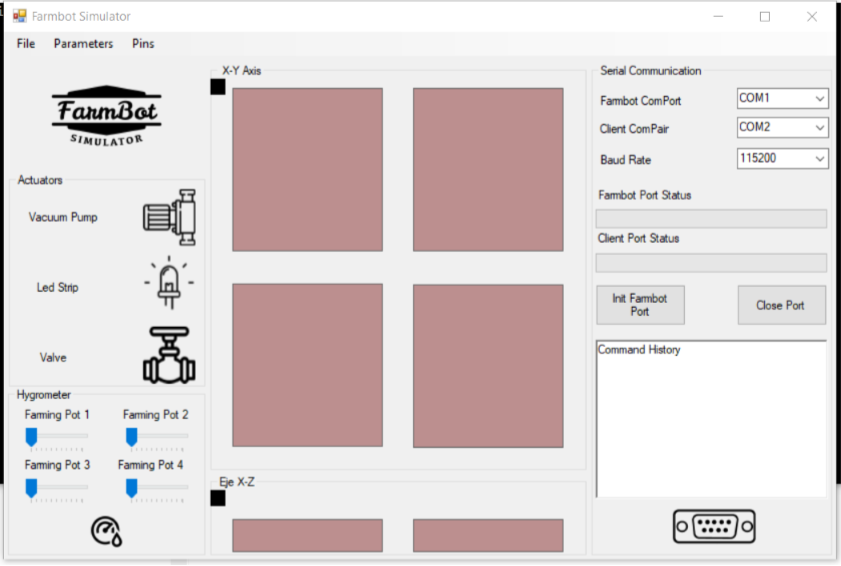 Farmbot Simulator
File Parameters Pins
FarmBot
SIMULATOR
Actuators
Vacuum Pump
Led Strip
Valve
Hygrometer
Farming Pot 1 Farming Pot 2
Farming Pot 3 Farming Pot 4
X-Y Axis
Eje X-Z
Serial Communication
Farmbot ComPort COM1
Client ComPair COM2
Baud Rate 115200
Farmbot Port Status
Client Port Status
Init Farmbot
Port
Close Port
Command History